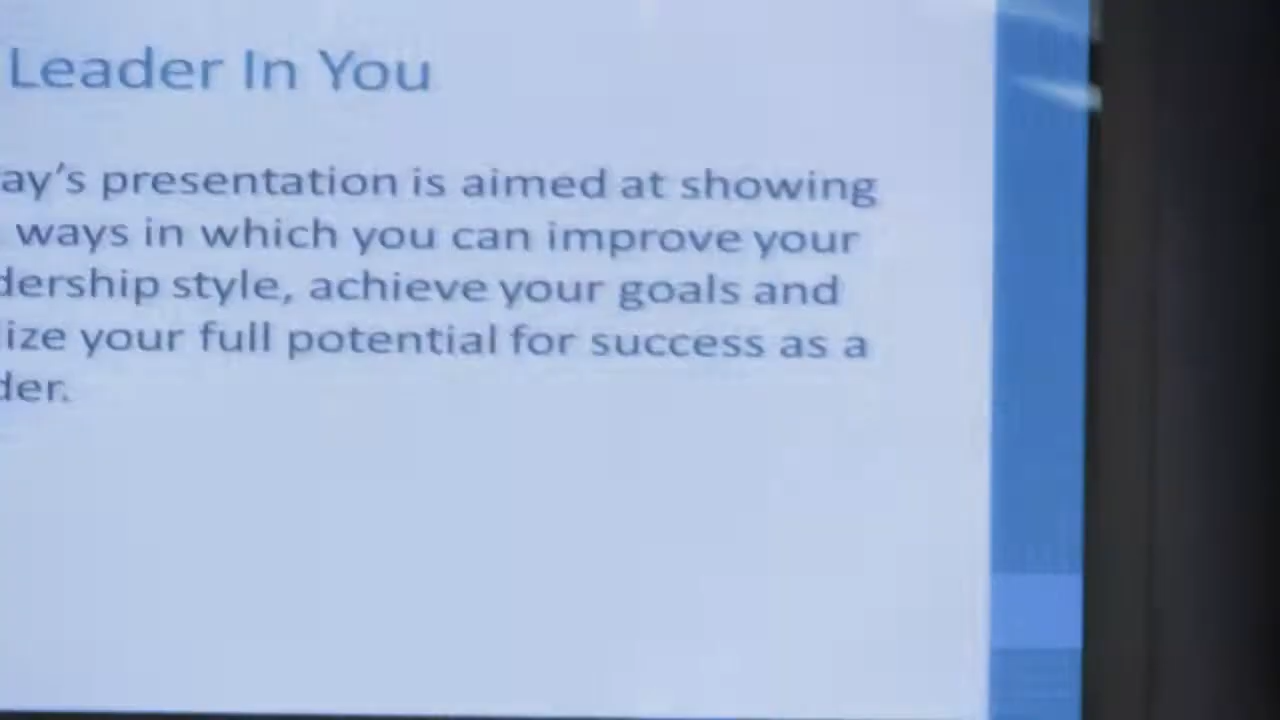 Leader In You
ay's presentation is aimed at showing
ways in which you can improve your
dership style, achieve your goals and
lize your full potential for success as a
der.